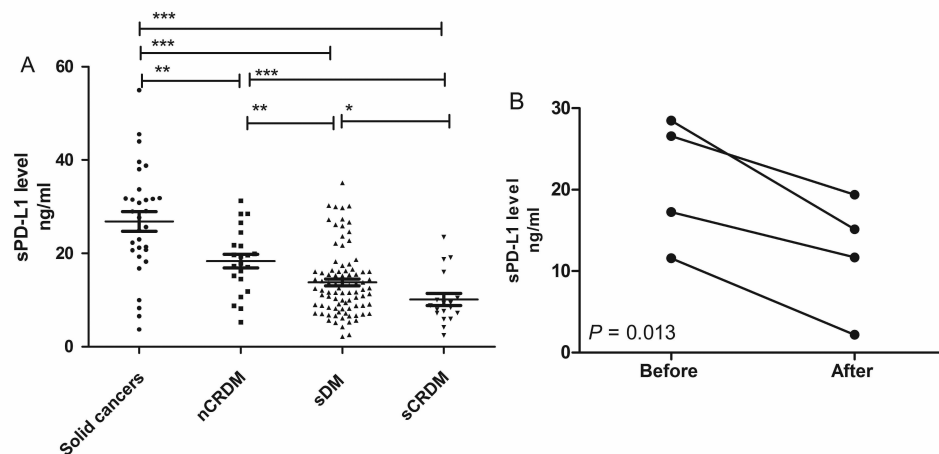 ***
***
A
**
***
**
*
60
40
20
0
sPD-L1 level
ng/ml
Solid cancers
nCRDM
sDM
sCRDM
B
30
20
10
0
sPD-L1 level
ng/ml
P = 0.013
Before
After